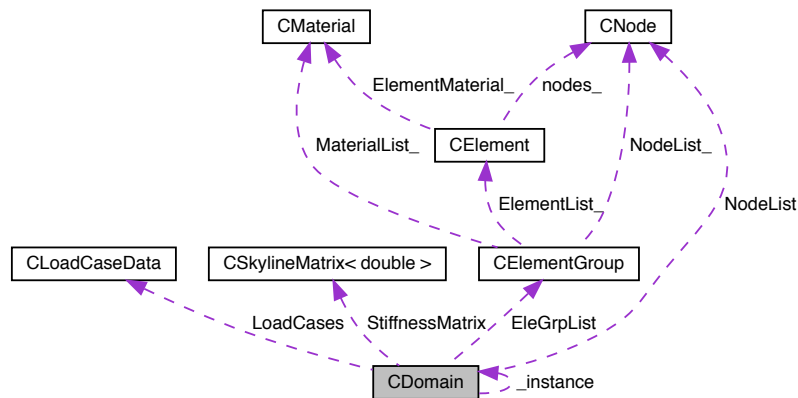 CMaterial
CNode
ElementMaterial_
nodes_
MaterialList_
CElement
NodeList_
ElementList_
NodeList
CLoadCaseData
CSkylineMatrix< double >
CElementGroup
LoadCases
StiffnessMatrix
EleGrpList
CDomain
_instance